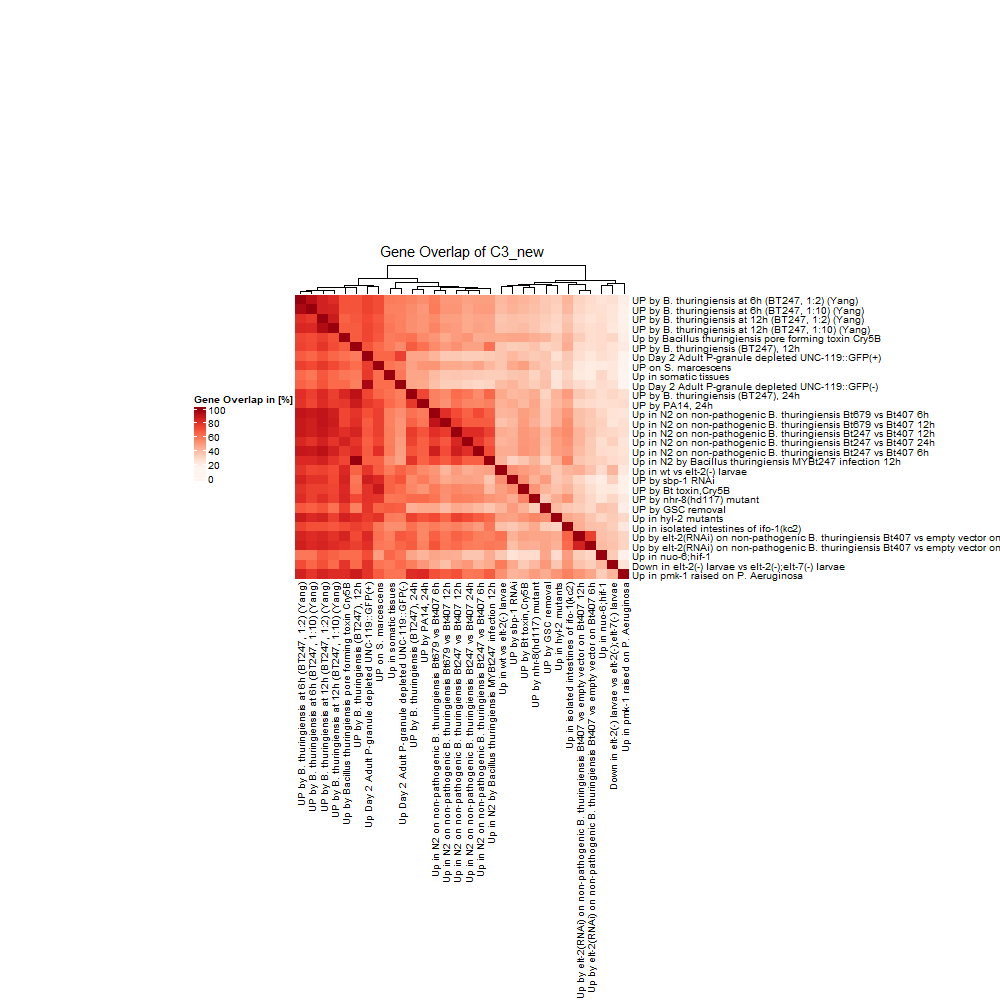 Gene Overlap of C3_new
UP by B. thuringiensis at 6h (BT247, 1:2) (Yang)
UP by B. thuringiensis at 6h (BT247, 1:10) (Yang)
UP by B. thuringiensis at 12h (BT247, 1:2) (Yang)
UP by B. thuringiensis at 12h (BT247, 1:10) (Yang)
Up by Bacillus thuringiensis pore forming toxin Cry5B
UP by B. thuringiensis (BT247), 12h
Up Day 2 Adult P-granule depleted UNC-119::GFP(+)
UP on S. marcescens
Up in somatic tissues
Up Day 2 Adult P-granule depleted UNC-119::GFP(-)
UP by B. thuringiensis (BT247), 24h
UP by PA14, 24h
Up in N2 on non-pathogenic B. thuringiensis Bt679 vs Bt407 6h
Up in N2 on non-pathogenic B. thuringiensis Bt679 vs Bt407 12h
Up in N2 on non-pathogenic B. thuringiensis Bt247 vs Bt407 12h
Up in N2 on non-pathogenic B. thuringiensis Bt247 vs Bt407 24h
Up in N2 on non-pathogenic B. thuringiensis Bt247 vs Bt407 6h
Up in N2 by Bacillus thuringiensis MYBt247 infection 12h
Up in wt vs elt-2(-) larvae
UP by sbp-1 RNAi
UP by Bt toxin,Cry5B
UP by nhr-8(hd117) mutant
UP by GSC removal
Up in hyl-2 mutants
Up in isolated intestines of ifo-1(kc2)
Up by elt-2(RNAi) on non-pathogenic B. thuringiensis Bt407 vs empty vector on
Up by elt-2(RNAi) on non-pathogenic B. thuringiensis Bt407 vs empty vector on
Up in nuo-6;hif-1
Down in elt-2(-) larvae vs elt-2(-);elt-7(-) larvae
Up in pmk-1 raised on P. Aeruginosa
Gene Overlap in [%]
100
80
60
40
20
0
UP by B. thuringiensis at 6h (BT247, 1:2) (Yang)
UP by B. thuringiensis at 6h (BT247, 1:10) (Yang)
UP by B. thuringiensis at 12h (BT247, 1:2) (Yang)
UP by B. thuringiensis at 12h (BT247, 1:10) (Yang)
Up by Bacillus thuringiensis pore forming toxin Cry5B
UP by B. thuringiensis (BT247), 12h
Up Day 2 Adult P-granule depleted UNC-119::GFP(+)
UP on S. marcescens
Up in somatic tissues
Up Day 2 Adult P-granule depleted UNC-119::GFP(-)
UP by B. thuringiensis (BT247), 24h
UP by PA14, 24h
Up in N2 on non-pathogenic B. thuringiensis Bt679 vs Bt407 6h
Up in N2 on non-pathogenic B. thuringiensis Bt679 vs Bt407 12h
Up in N2 on non-pathogenic B. thuringiensis Bt247 vs Bt407 12h
Up in N2 on non-pathogenic B. thuringiensis Bt247 vs Bt407 24h
Up in N2 on non-pathogenic B. thuringiensis Bt247 vs Bt407 6h
Up in N2 by Bacillus thuringiensis MYBt247 infection 12h
Up in wt vs elt-2(-) larvae
UP by sbp-1 RNAi
UP by Bt toxin,Cry5B
UP by nhr-8(hd117) mutant
UP by GSC removal
Up in hyl-2 mutants
Up in isolated intestines of ifo-1(kc2)
Up by elt-2(RNAi) on non-pathogenic B. thuringiensis Bt407 vs empty vector on Bt407 12h
Up by elt-2(RNAi) on non-pathogenic B. thuringiensis Bt407 vs empty vector on Bt407 6h
Up in nuo-6;hif-1
Down in elt-2(-) larvae vs elt-2(-);elt-7(-) larvae
Up in pmk-1 raised on P. Aeruginosa